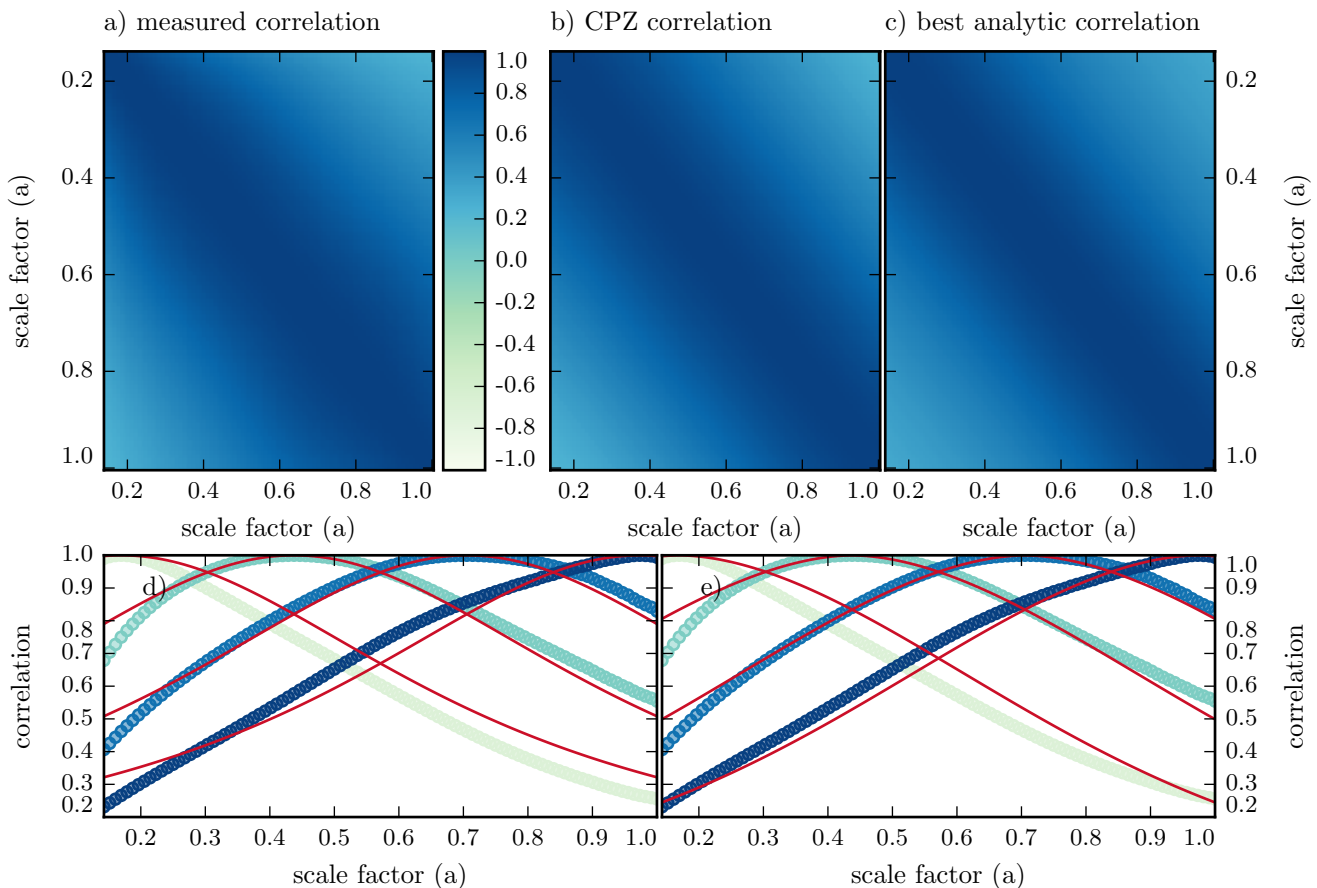 a) measured correlation
b) CPZ correlation
c) best analytic correlation
scale factor (a)
0.2
0.4
0.6
0.8
1.0
0.2 0.4 0.6 0.8 1.0
scale factor (a)
1.0
0.8
0.6
0.4
0.2
0.0
-0.2
-0.4
-0.6
-0.8
-1.0
0.2 0.4 0.6 0.8 1.0
scale factor (a)
0.2 0.4 0.6 0.8 1.0
scale factor (a)
0.2
0.4
0.6
0.8
1.0
scale factor (a)
correlation
1.0
0.9
0.8
0.7
0.6
0.5
0.4
0.3
0.2
d)
0.2 0.3 0.4 0.5 0.6 0.7 0.8 0.9 1.0
scale factor (a)
e)
0.2 0.3 0.4 0.5 0.6 0.7 0.8 0.9 1.0
scale factor (a)
1.0
0.9
0.8
0.7
0.6
0.5
0.4
0.3
0.2
correlation